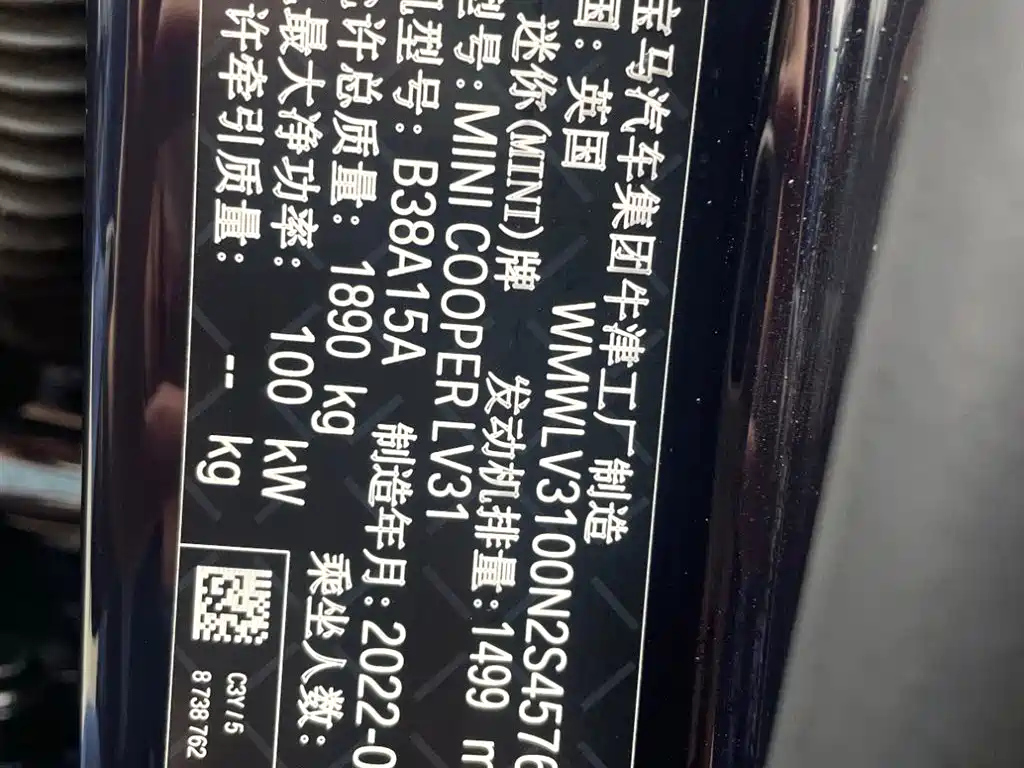 宝马汽车集团牛津工厂制造
国：英国 WMWLV3100N2S4576
迷你(MINI)牌 发动机排量：1499 m
型号：MINI COOPER LV31
机型号：B38A15A 制造年月：2022-0
允许总质量：1890 kg 乘坐人数：
最大净功率：100 kW
许牵引质量：-- kg
C3Y/5
8 738 762